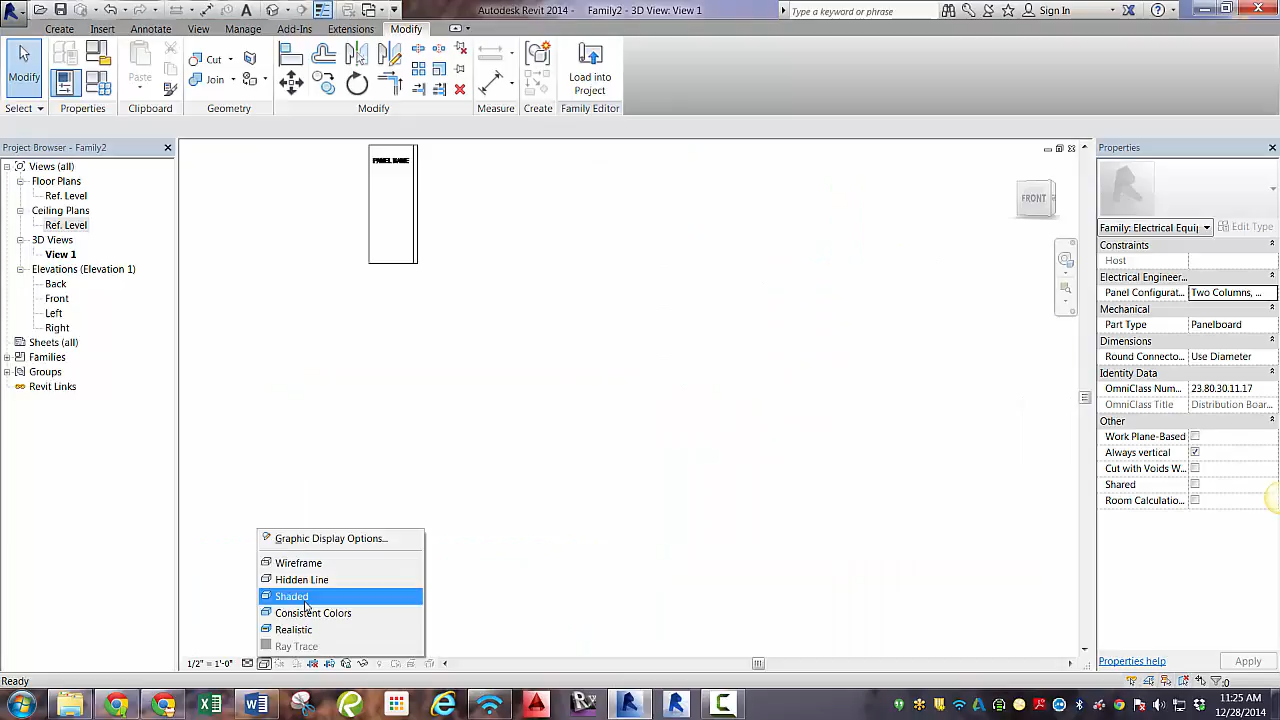 Autodesk Revit 2014 - Family2 - 3D View: View 1
Type a keyword or phrase
Sign In
Create Insert Annotate View Manage Add-Ins Extensions Modify
Modify
Paste
Cut
Join
Load into
Project
Select Properties Clipboard Geometry Modify Measure Create Family Editor
Project Browser - Family2
Views (all)
Floor Plans
Ref. Level
Ceiling Plans
Ref. Level
3D Views
View 1
Elevations (Elevation 1)
Back
Front
Left
Right
Sheets (all)
Families
Groups
Revit Links
PANEL NAME
FRONT
Graphic Display Options...
Wireframe
Hidden Line
Shaded
Consistent Colors
Realistic
Ray Trace
1/2" = 1'-0"
Properties
Family: Electrical Equip
Edit Type
Constraints
Host
Electrical Engineer...
Panel Configurat... Two Columns, ...
Mechanical
Part Type Panelboard
Dimensions
Round Connecto... Use Diameter
Identity Data
OmniClass Num... 23.80.30.11.17
OmniClass Title Distribution Boar...
Other
Work Plane-Based
Always vertical
Cut with Voids W...
Shared
Room Calculatio...
Properties help
Apply
Ready
:0
11:25 AM
12/28/2014